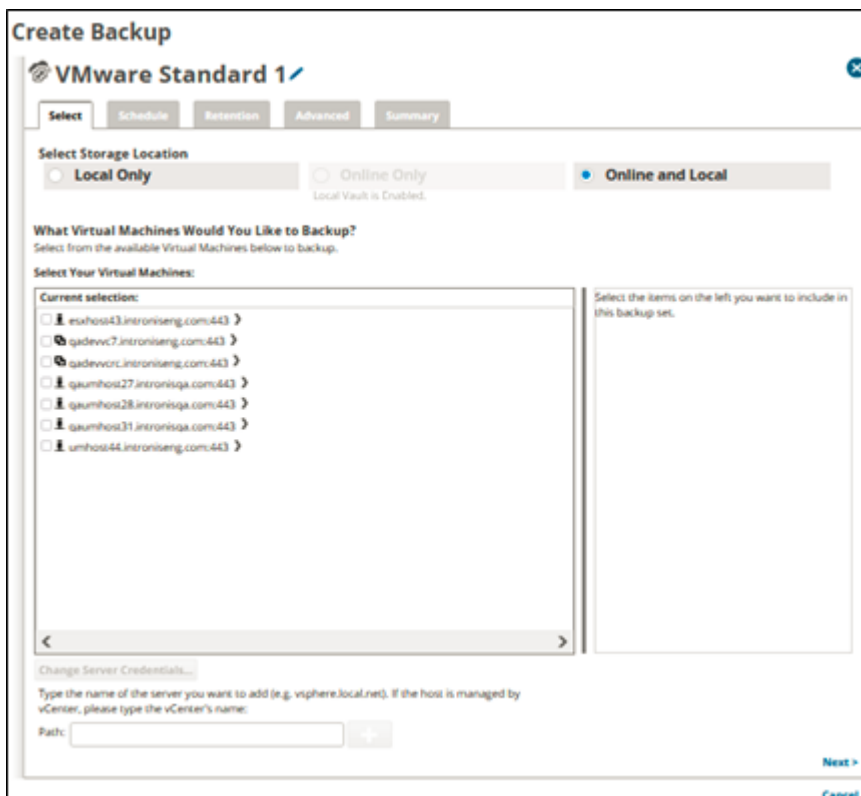 Create Backup
VMware Standard 1
Select Schedule Retention Advanced Summary
Select Storage Location
Local Only Online Only Online and Local
Local Vault is Enabled.
What Virtual Machines Would You Like to Backup?
Select from the available Virtual Machines below to backup.
Select Your Virtual Machines:
Current selection:
esxhost43.introniseng.com:443
qadevvc7.introniseng.com:443
qadevvcrc.introniseng.com:443
qaumhost27.intronisqa.com:443
qaumhost28.intronisqa.com:443
qaumhost31.intronisqa.com:443
umhost44.introniseng.com:443
Select the items on the left you want to include in
this backup set.
Change Server Credentials...
Type the name of the server you want to add (e.g. vsphere.local.net). If the host is managed by
vCenter, please type the vCenter's name:
Path:
Next >
Cancel